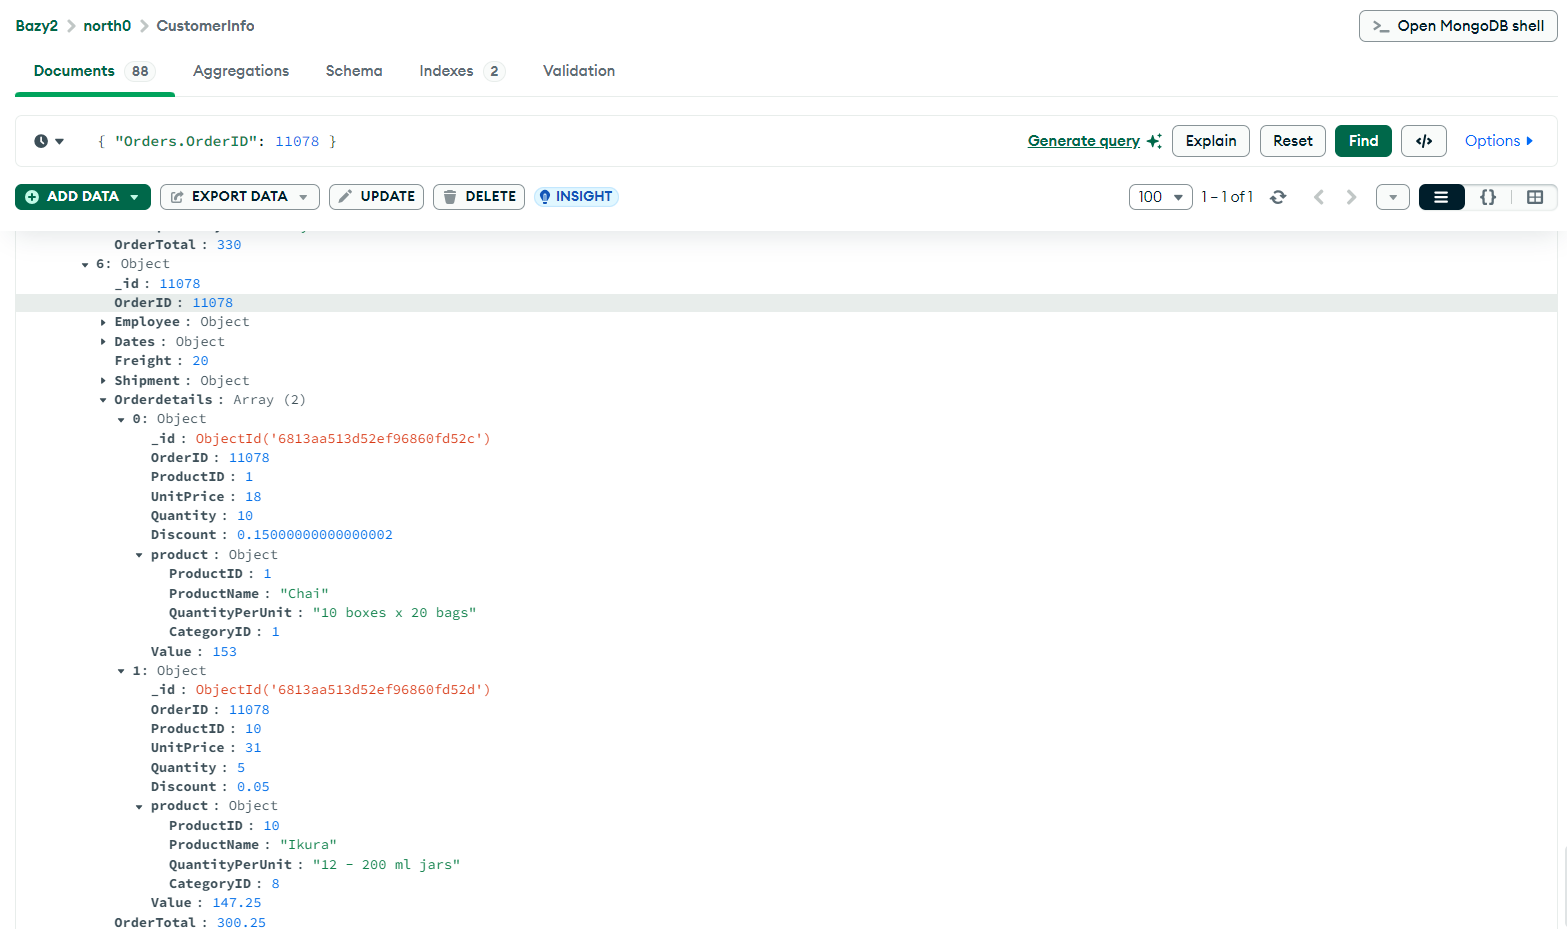 Bazy2 > north0 > CustomerInfo
>_ Open MongoDB shell
Documents 88 Aggregations Schema Indexes 2 Validation
{ "Orders.OrderID": 11078 }
Generate query Explain Reset Find </> Options
ADD DATA EXPORT DATA UPDATE DELETE INSIGHT
100 1 – 1 of 1 {}
OrderTotal : 330
6: Object
_id : 11078
OrderID : 11078
Employee : Object
Dates : Object
Freight : 20
Shipment : Object
Orderdetails : Array (2)
0: Object
_id : ObjectId('6813aa513d52ef96860fd52c')
OrderID : 11078
ProductID : 1
UnitPrice : 18
Quantity : 10
Discount : 0.15000000000000002
product : Object
ProductID : 1
ProductName : "Chai"
QuantityPerUnit : "10 boxes x 20 bags"
CategoryID : 1
Value : 153
1: Object
_id : ObjectId('6813aa513d52ef96860fd52d')
OrderID : 11078
ProductID : 10
UnitPrice : 31
Quantity : 5
Discount : 0.05
product : Object
ProductID : 10
ProductName : "Ikura"
QuantityPerUnit : "12 - 200 ml jars"
CategoryID : 8
Value : 147.25
OrderTotal : 300.25